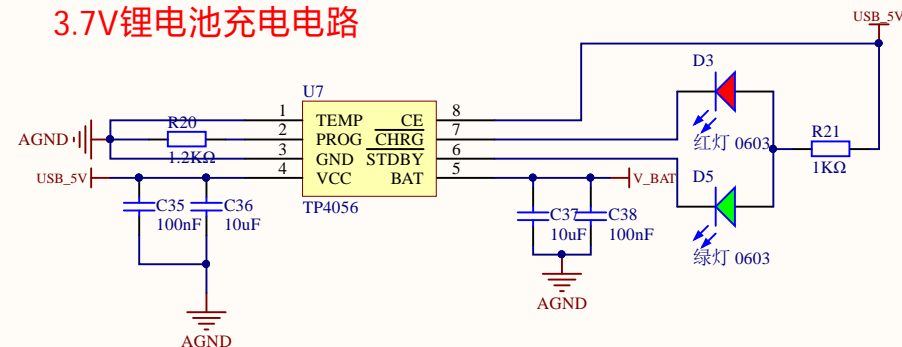 3.7V锂电池充电电路
USB_5V
D3
U7
1
TEMP
CE
8
R20
AGND
2
PROG
CHRG
7
红灯 0603
R21
1.2KΩ
3
GND
STDBY
6
1KΩ
USB_5V
4
VCC
BAT
5
V_BAT
D5
TP4056
C35
100nF
C36
10uF
C37
10uF
C38
100nF
绿灯 0603
AGND
AGND